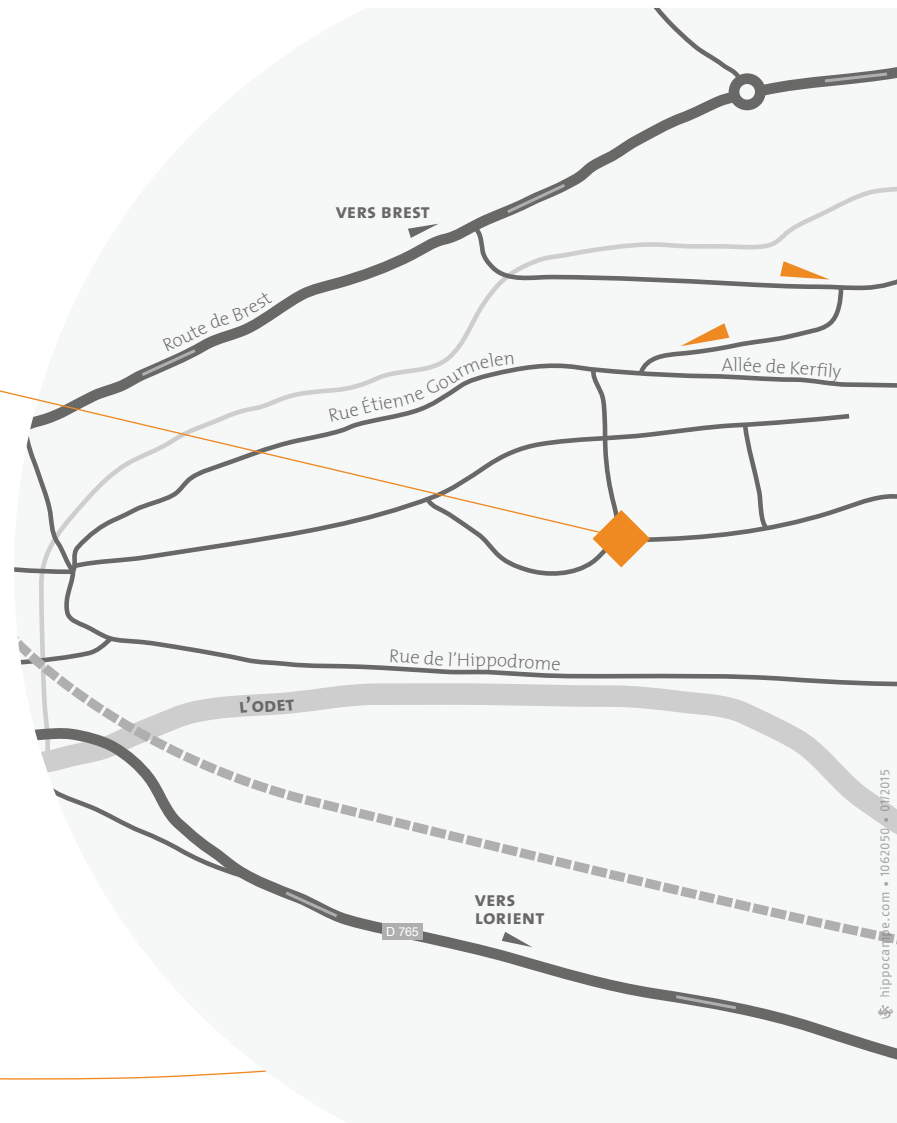 VERS BREST
Route de Brest
Rue Étienne Gourmelen
Allée de Kerfily
Rue de l'Hippodrome
L'ODET
VERS
LORIENT
D 765
hippocampe.com • 1062050 • 01/2015